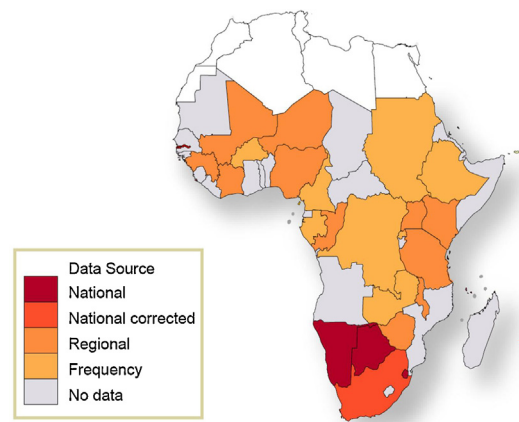 Data Source
National
National corrected
Regional
Frequency
No data